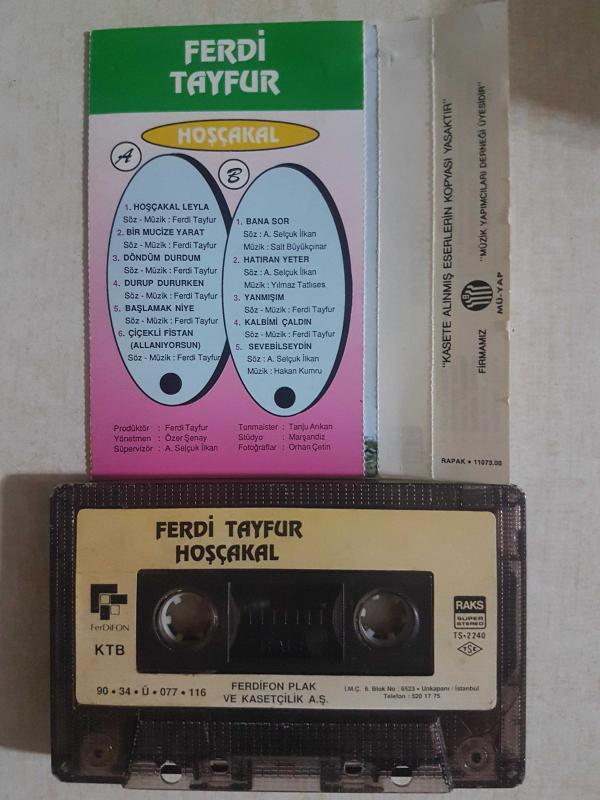 FERDİ
TAYFUR
HOŞÇAKAL
A
1. HOŞÇAKAL LEYLA
Söz - Müzik : Ferdi Tayfur
2. BİR MUCİZE YARAT
Söz - Müzik : Ferdi Tayfur
3. DÖNDÜM DURDUM
Söz - Müzik : Ferdi Tayfur
4. DURUP DURURKEN
Söz - Müzik : Ferdi Tayfur
5. BAŞLAMAK NİYE
Söz - Müzik : Ferdi Tayfur
6. ÇİÇEKLİ FİSTAN
(ALLANIYORSUN)
Söz - Müzik : Ferdi Tayfur
B
1. BANA SOR
Söz : A. Selçuk İlkan
Müzik : Sait Büyükçınar
2. HATIRAN YETER
Söz : A. Selçuk İlkan
Müzik : Yılmaz Tatlıses
3. YANMIŞIM
Söz - Müzik : Ferdi Tayfur
4. KALBİMİ ÇALDIN
Söz - Müzik : Ferdi Tayfur
5. SEVEBİLSEYDİN
Söz : A. Selçuk İlkan
Müzik : Hakan Kumru
Prodüktör : Ferdi Tayfur
Yönetmen : Özer Şenay
Süpervizör : A. Selçuk İlkan
Tonmaister : Tanju Arıkan
Stüdyo : Marşandiz
Fotoğraflar : Orhan Çetin
"KASETE ALINMIŞ ESERLERİN KOPYASI YASAKTIR"
FİRMAMIZ
MÜ-YAP
"MÜZİK YAPIMCILARI DERNEĞİ ÜYESİDİR"
RAPAK • 11073.00
FERDİ TAYFUR
HOŞÇAKAL
FerDiFON
KTB
RAKS
SUPER
STEREO
TS•2240
TSE
RAKS
90 • 34 • Ü • 077 • 116
FERDİFON PLAK
VE KASETÇİLİK A.Ş.
İ.M.Ç. 6. Blok No : 6523 • Unkapanı / İstanbul
Telefon : 520 17 75